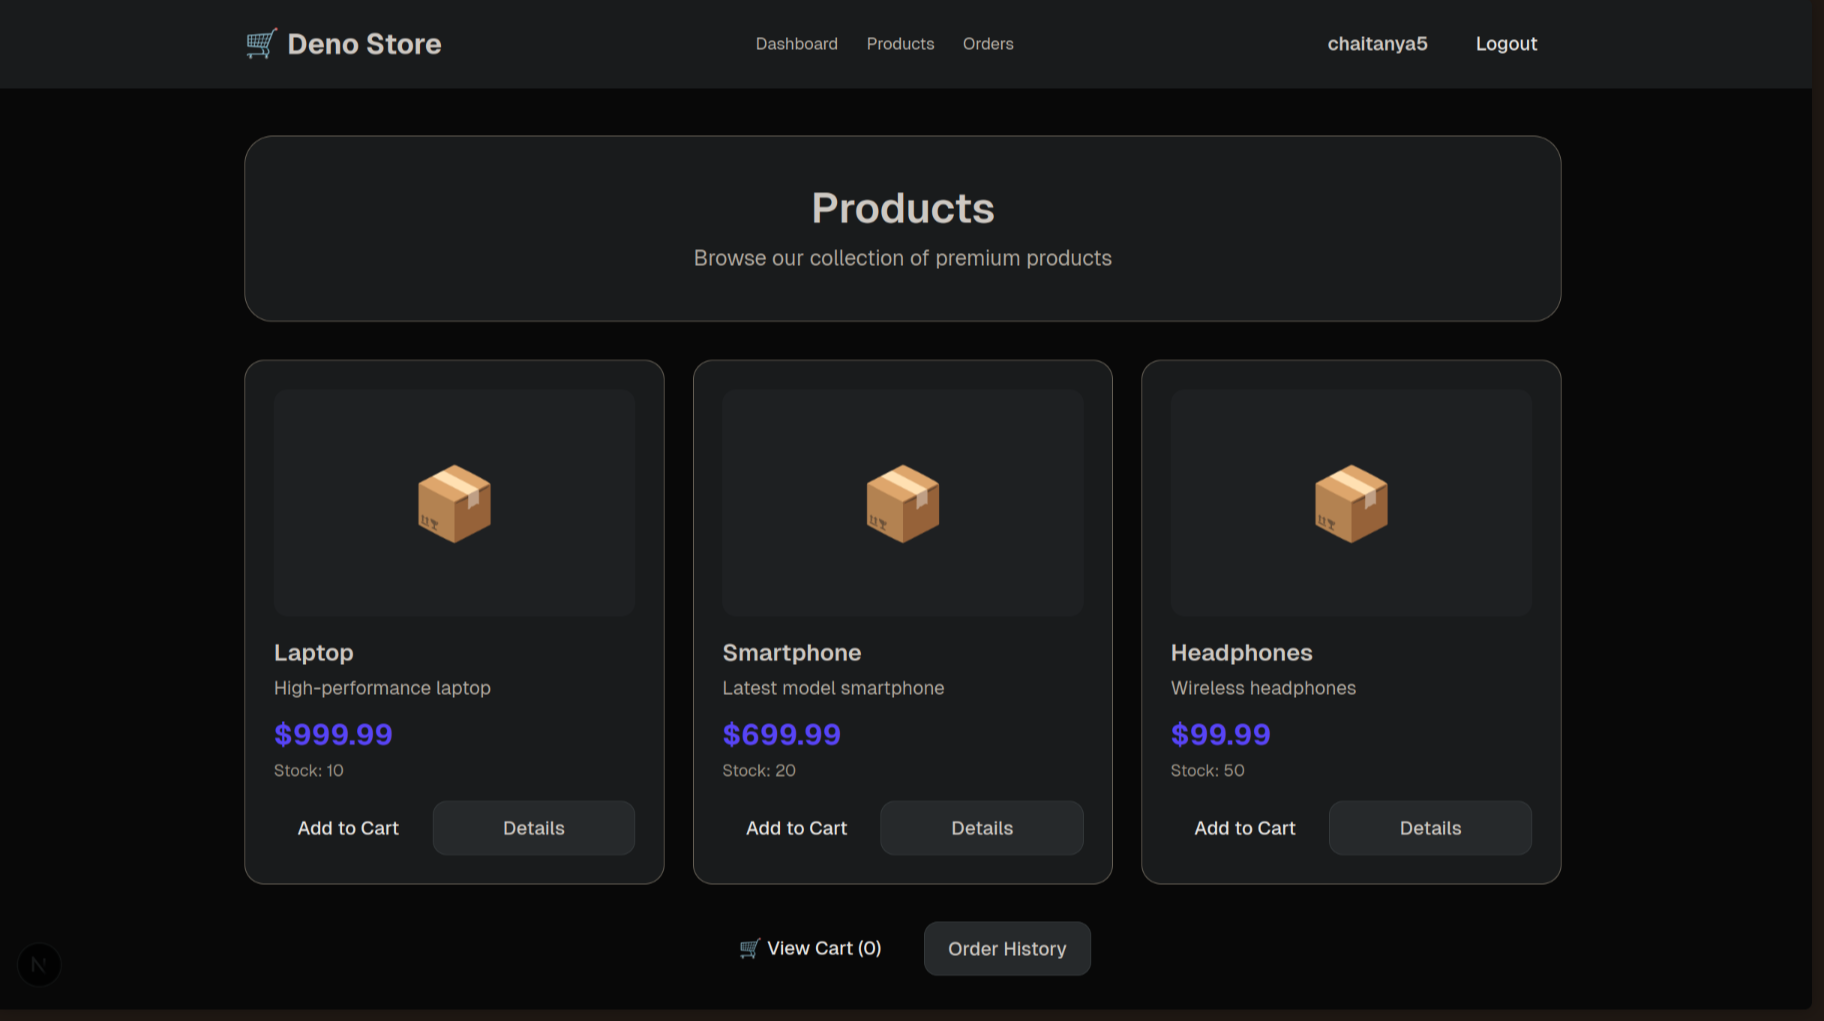 Deno Store
Dashboard Products Orders
chaitanya5 Logout
Products
Browse our collection of premium products
Laptop
High-performance laptop
$999.99
Stock: 10
Add to Cart Details
Smartphone
Latest model smartphone
$699.99
Stock: 20
Add to Cart Details
Headphones
Wireless headphones
$99.99
Stock: 50
Add to Cart Details
View Cart (0) Order History
N